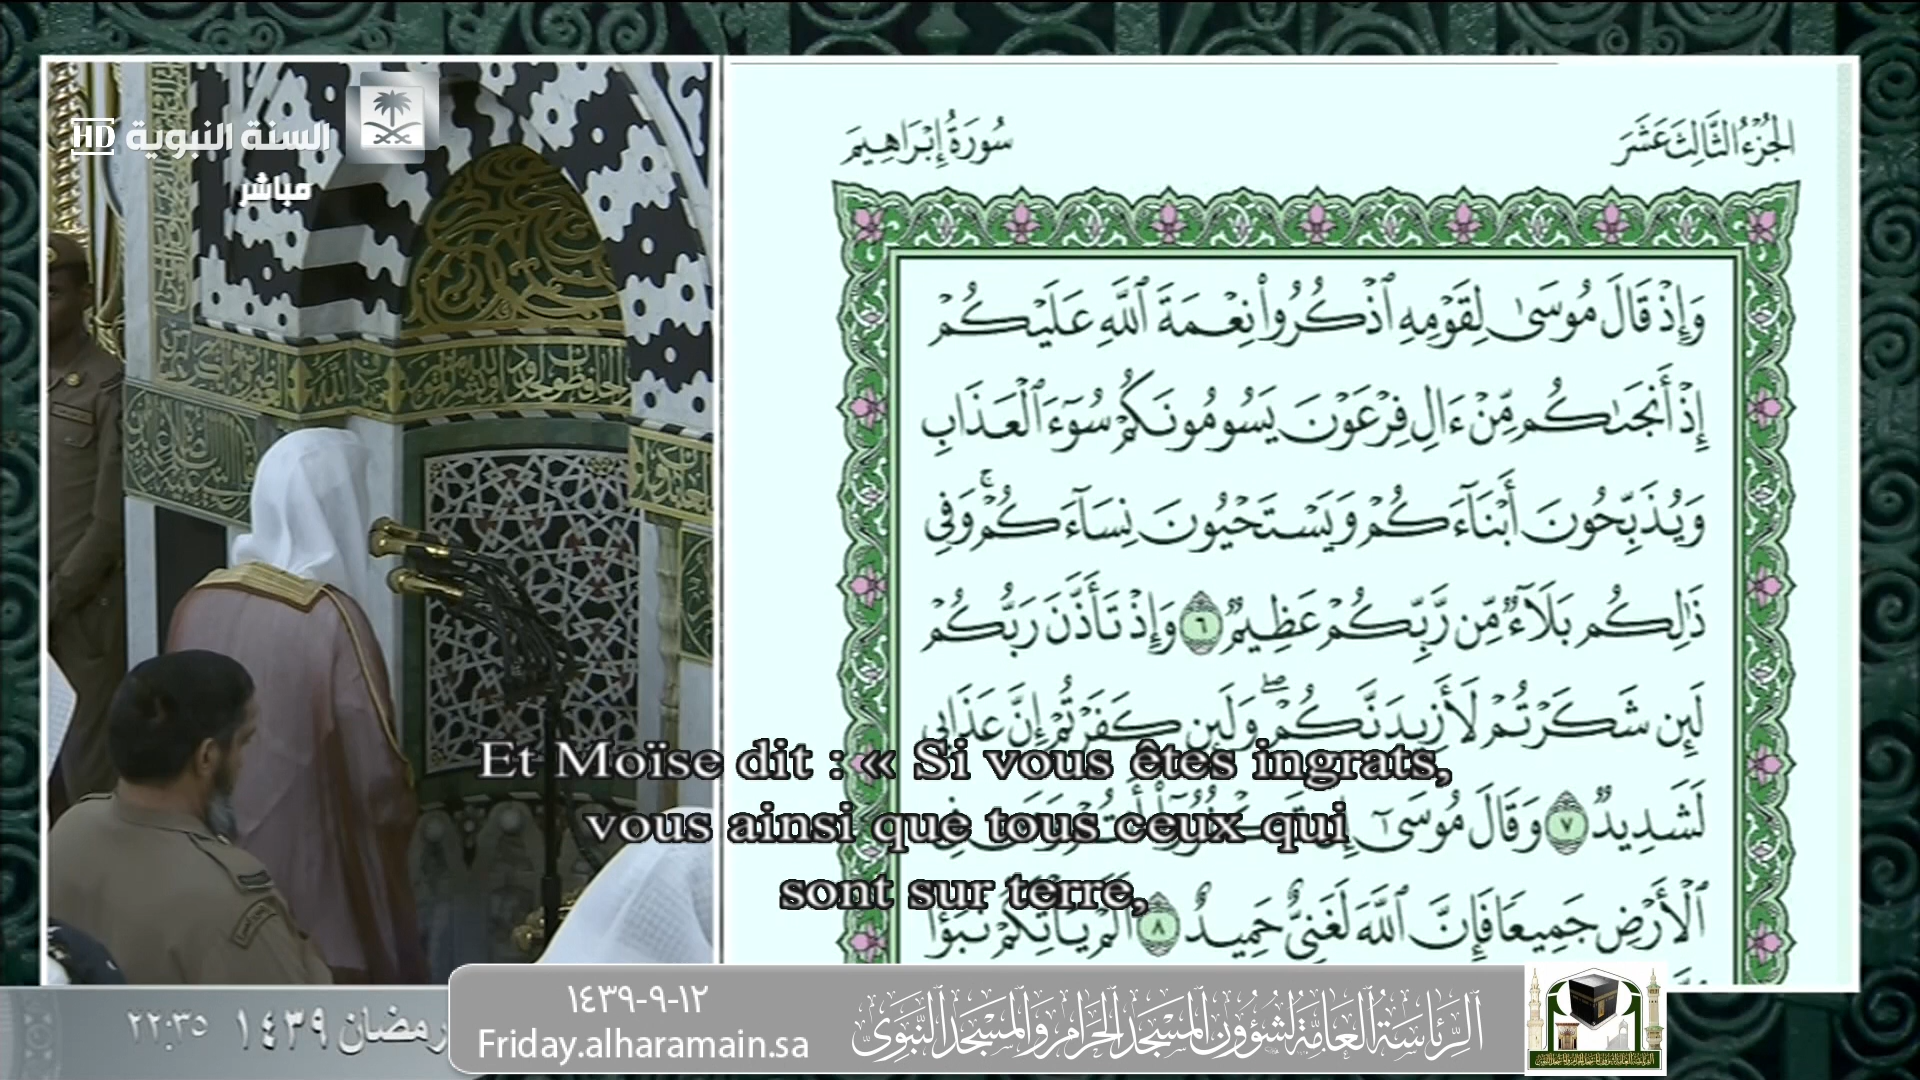 HD السنة النبوية
مباشر
سورة إبراهيم
الجزء الثالث عشر
وَإِذْ قَالَ مُوسَىٰ لِقَوْمِهِ ٱذْكُرُوا۟ نِعْمَةَ ٱللَّهِ عَلَيْكُمْ
إِذْ أَنجَىٰكُم مِّنْ ءَالِ فِرْعَوْنَ يَسُومُونَكُمْ سُوٓءَ ٱلْعَذَابِ
وَيُذَبِّحُونَ أَبْنَآءَكُمْ وَيَسْتَحْيُونَ نِسَآءَكُمْ ۚ وَفِى
ذَٰلِكُم بَلَآءٌ مِّن رَّبِّكُمْ عَظِيمٌ ٦ وَإِذْ تَأَذَّنَ رَبُّكُمْ
لَئِن شَكَرْتُمْ لَأَزِيدَنَّكُمْ ۖ وَلَئِن كَفَرْتُمْ إِنَّ عَذَابِى
لَشَدِيدٌ ٧ وَقَالَ مُوسَىٰٓ
ٱلْأَرْضِ جَمِيعًا فَإِنَّ ٱللَّهَ لَغَنِىٌّ حَمِيدٌ ٨ أَلَمْ يَأْتِكُمْ نَبَؤُا۟
Et Moïse dit : « Si vous êtes ingrats,
vous ainsi que tous ceux qui
sont sur terre,
٢٢:٣٥ رمضان ١٤٣٩
١٤٣٩-٩-١٢
Friday.alharamain.sa
الرئاسة العامة لشؤون المسجد الحرام والمسجد النبوي